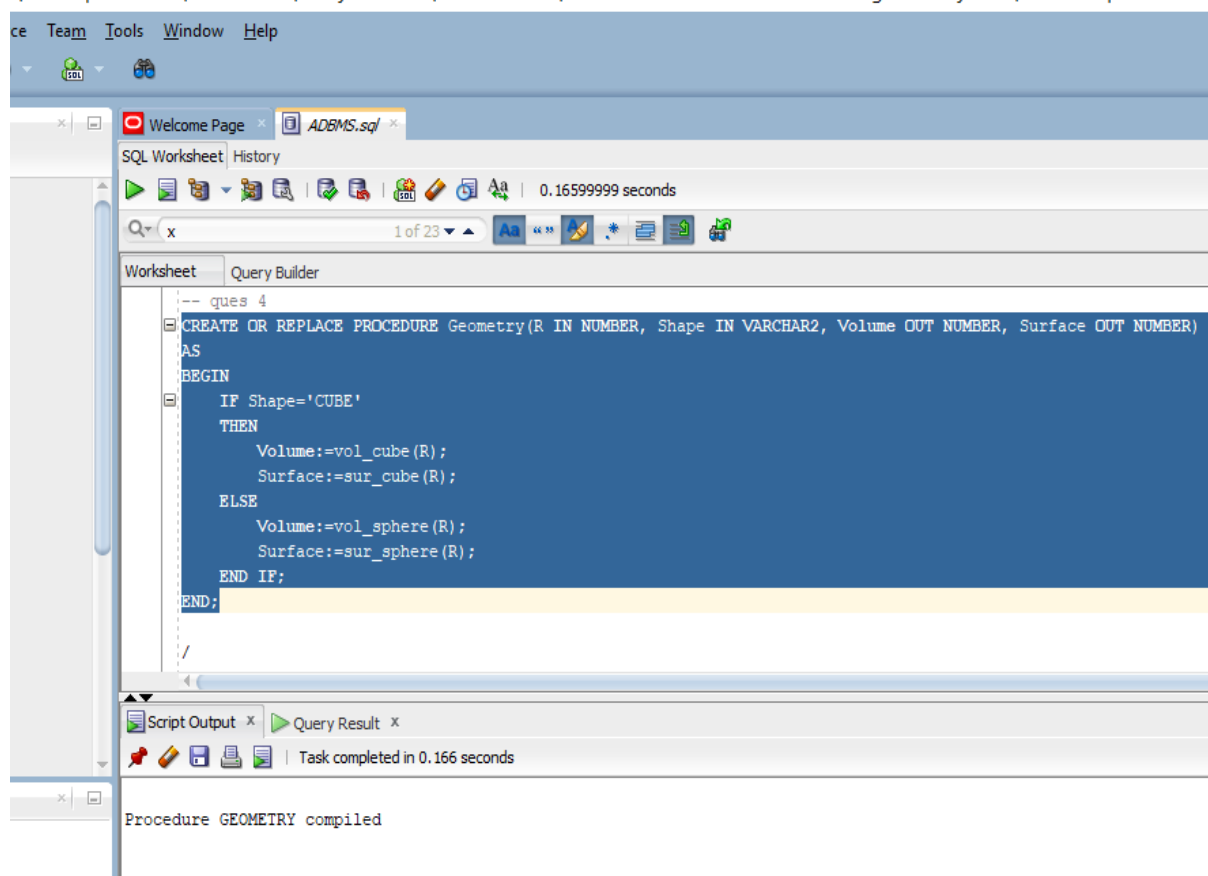 ce Team Tools Window Help
SQL
Welcome Page ADBMS.sql
SQL Worksheet History
0.16599999 seconds
x 1 of 23 Aa “ ” .*
Worksheet Query Builder
-- ques 4
CREATE OR REPLACE PROCEDURE Geometry(R IN NUMBER, Shape IN VARCHAR2, Volume OUT NUMBER, Surface OUT NUMBER)
AS
BEGIN
IF Shape='CUBE'
THEN
Volume:=vol_cube(R);
Surface:=sur_cube(R);
ELSE
Volume:=vol_sphere(R);
Surface:=sur_sphere(R);
END IF;
END;
/
Script Output x Query Result x
Task completed in 0.166 seconds
Procedure GEOMETRY compiled